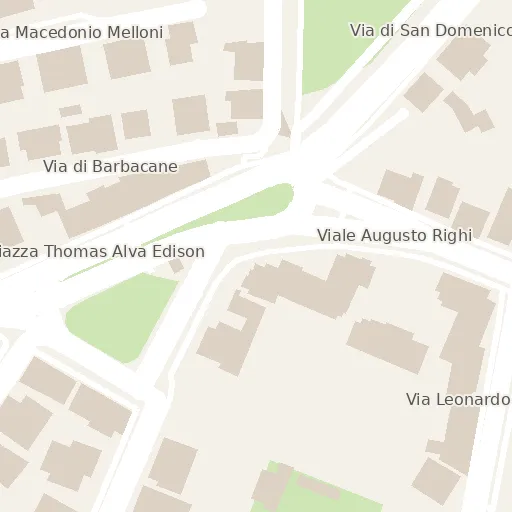 a Macedonio Melloni
Via di San Domenico
Via di Barbacane
Viale Augusto Righi
iazza Thomas Alva Edison
Via Leonardo